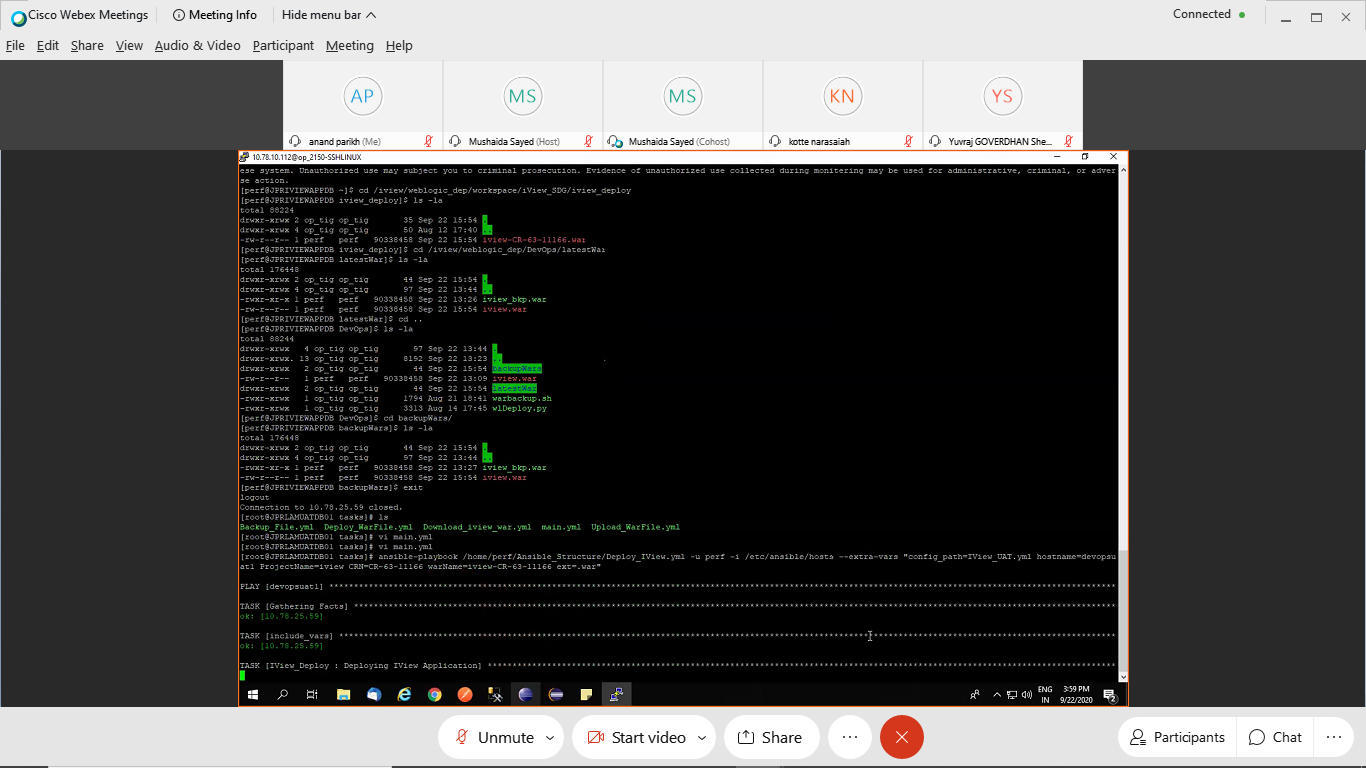 Cisco Webex Meetings
Meeting Info
Hide menu bar
Connected
File Edit Share View Audio & Video Participant Meeting Help
AP
MS
MS
KN
YS
anand parikh (Me)
Mushaida Sayed (Host)
Mushaida Sayed (Cohost)
kotte narasaiah
Yuvraj GOVERDHAN She...
10.78.10.112@op_2150-SSHLINUX
ese system. Unauthorized use may subject you to criminal prosecution. Evidence of unauthorized use collected during monitering may be used for administrative, criminal, or adver
se action.
[perf@JPRIVIEWAPPDB ~]$ cd /iview/weblogic_dep/workspace/iView_SDG/iview_deploy
[perf@JPRIVIEWAPPDB iview_deploy]$ ls -la
total 88224
drwxr-xrwx 2 op_tig op_tig 35 Sep 22 15:54 .
drwxr-xrwx 4 op_tig op_tig 50 Aug 12 17:40 ..
-rw-r--r-- 1 perf perf 90338458 Sep 22 15:54 iview-CR-63-11166.war
[perf@JPRIVIEWAPPDB iview_deploy]$ cd /iview/weblogic_dep/DevOps/latestWar
[perf@JPRIVIEWAPPDB latestWar]$ ls -la
total 176448
drwxr-xrwx 2 op_tig op_tig 44 Sep 22 15:54 .
drwxr-xrwx 4 op_tig op_tig 97 Sep 22 13:44 ..
-rwxr-xr-x 1 perf perf 90338458 Sep 22 13:26 iview_bkp.war
-rw-r--r-- 1 perf perf 90338458 Sep 22 15:54 iview.war
[perf@JPRIVIEWAPPDB latestWar]$ cd ..
[perf@JPRIVIEWAPPDB DevOps]$ ls -la
total 88244
drwxr-xrwx 4 op_tig op_tig 97 Sep 22 13:44 .
drwxr-xrwx. 13 op_tig op_tig 8192 Sep 22 13:23 ..
drwxr-xrwx 2 op_tig op_tig 44 Sep 22 15:54 backupWars
-rw-r--r-- 1 perf perf 90338458 Sep 22 13:09 iview.war
drwxr-xrwx 2 op_tig op_tig 44 Sep 22 15:54 latestWar
-rwxr-xrwx 1 op_tig op_tig 1794 Aug 21 18:41 warbackup.sh
-rwxr-xrwx 1 op_tig op_tig 3313 Aug 14 17:45 wlDeploy.py
[perf@JPRIVIEWAPPDB DevOps]$ cd backupWars/
[perf@JPRIVIEWAPPDB backupWars]$ ls -la
total 176448
drwxr-xrwx 2 op_tig op_tig 44 Sep 22 15:54 .
drwxr-xrwx 4 op_tig op_tig 97 Sep 22 13:44 ..
-rwxr-xr-x 1 perf perf 90338458 Sep 22 13:27 iview_bkp.war
-rw-r--r-- 1 perf perf 90338458 Sep 22 15:54 iview.war
[perf@JPRIVIEWAPPDB backupWars]$ exit
logout
Connection to 10.78.25.59 closed.
[root@JPRLAMUATDB01 tasks]# ls
Backup_File.yml Deploy_WarFile.yml Download_iview_war.yml main.yml Upload_WarFile.yml
[root@JPRLAMUATDB01 tasks]# vi main.yml
[root@JPRLAMUATDB01 tasks]# vi main.yml
[root@JPRLAMUATDB01 tasks]# ansible-playbook /home/perf/Ansible_Structure/Deploy_IView.yml -u perf -i /etc/ansible/hosts --extra-vars "config_path=IView_UAT.yml hostname=devopsu
at1 ProjectName=iview CRN=CR-63-11166 warName=iview-CR-63-11166 ext=.war"
PLAY [devopsuat1] ****
TASK [Gathering Facts] ****
ok: [10.78.25.59]
TASK [include_vars] ****
ok: [10.78.25.59]
TASK [IView_Deploy : Deploying IView Application] ****
ENG
IN
3:59 PM
9/22/2020
2
Unmute
Start video
Share
Participants
Chat